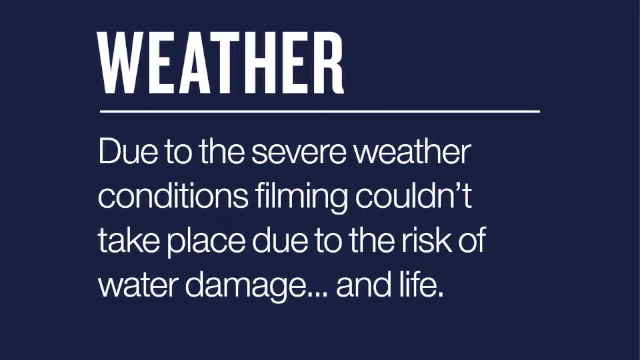 WEATHER
Due to the severe weather
conditions filming couldn't
take place due to the risk of
water damage... and life.